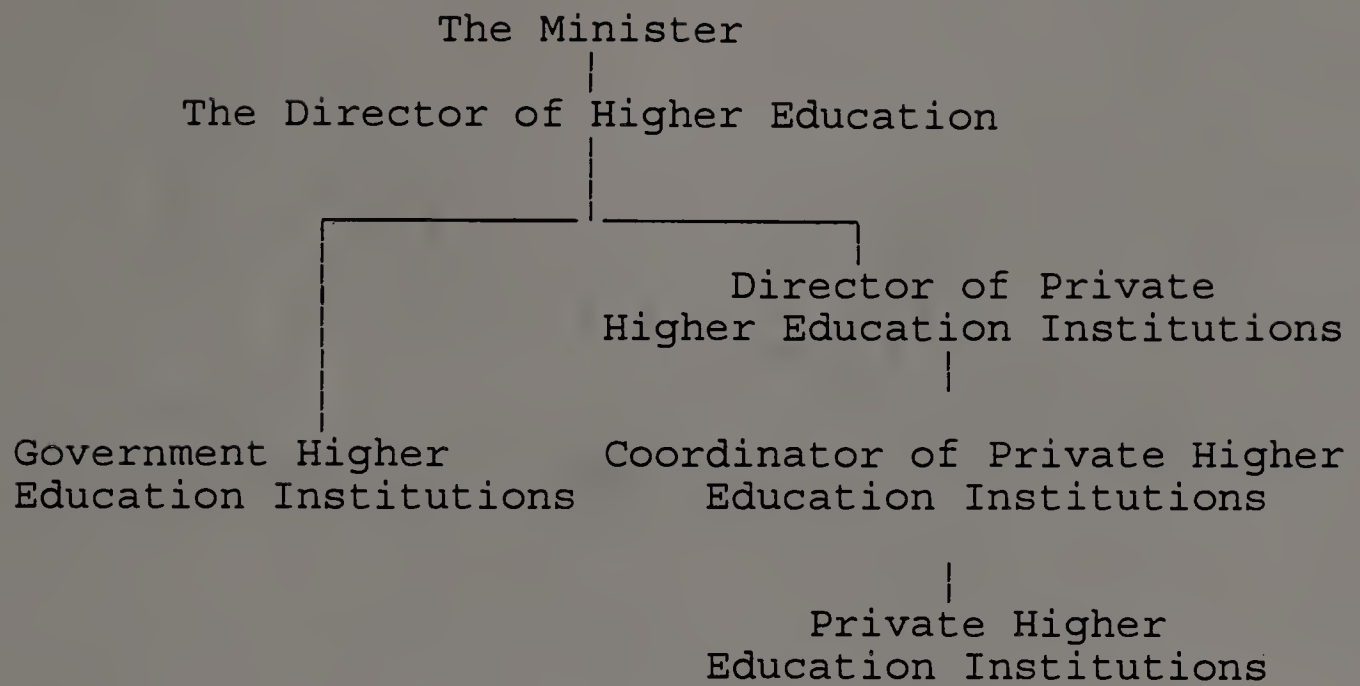 The Minister
The Director of Higher Education
Director of Private
Higher Education Institutions
Government Higher
Education Institutions
Coordinator of Private Higher
Education Institutions
Private Higher
Education Institutions